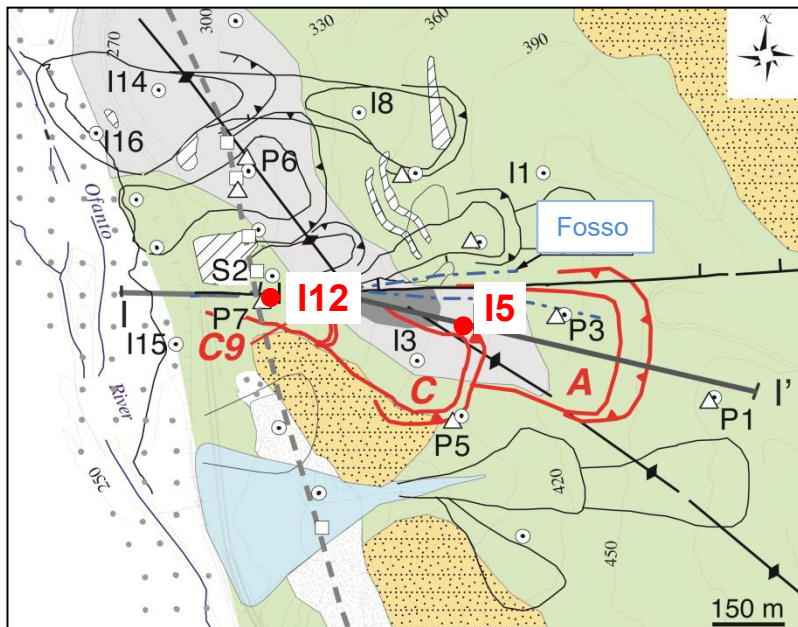 270
300
330
360
390
N
I14
I8
I16
P6
I1
Ofanto
Fosso
S2
I12
I5
I
P7
P3
I15
C9
I3
C
A
I'
River
P5
P1
250
420
450
150 m